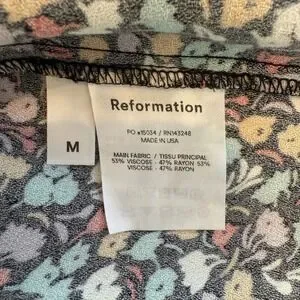 Reformation
PO #15034 / RN143248
MADE IN USA
M
MAIN FABRIC / TISSU PRINCIPAL
53% VISCOSE - 47% RAYON 53%
VISCOSE - 47% RAYON